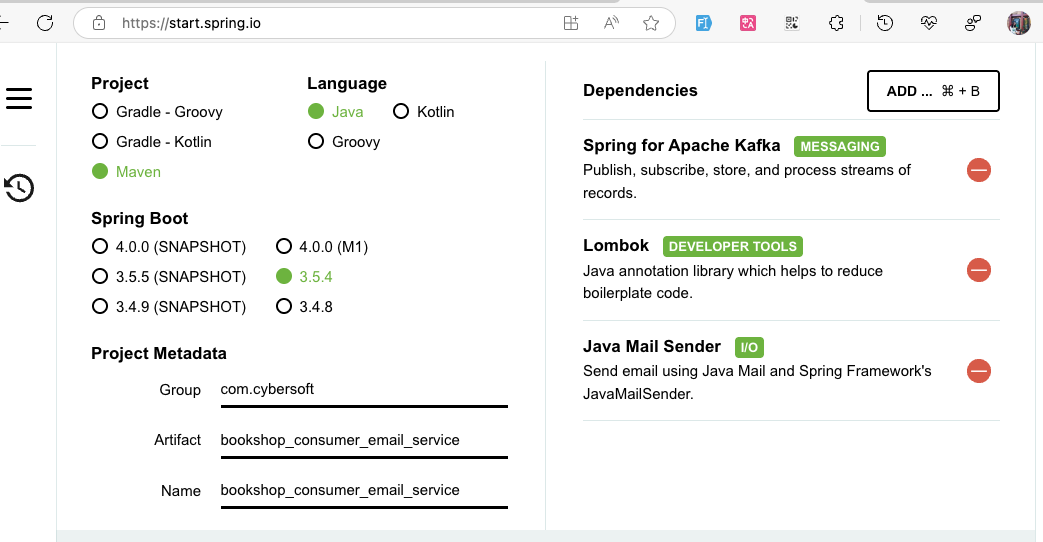 https://start.spring.io
Project
Gradle - Groovy
Gradle - Kotlin
Maven
Language
Java
Kotlin
Groovy
Spring Boot
4.0.0 (SNAPSHOT)
4.0.0 (M1)
3.5.5 (SNAPSHOT)
3.5.4
3.4.9 (SNAPSHOT)
3.4.8
Project Metadata
Group com.cybersoft
Artifact bookshop_consumer_email_service
Name bookshop_consumer_email_service
Dependencies
ADD ... ⌘ + B
Spring for Apache Kafka MESSAGING
Publish, subscribe, store, and process streams of
records.
Lombok DEVELOPER TOOLS
Java annotation library which helps to reduce
boilerplate code.
Java Mail Sender I/O
Send email using Java Mail and Spring Framework's
JavaMailSender.